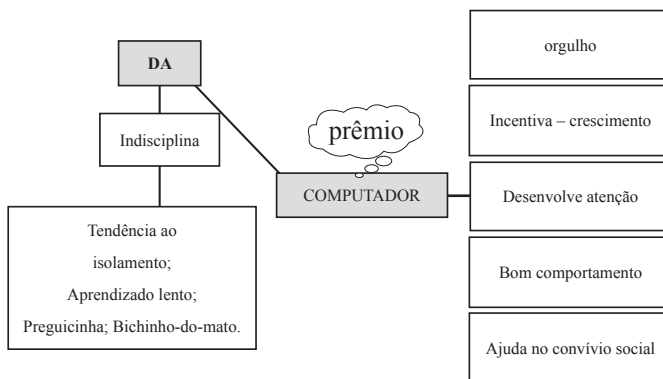 DA
Indisciplina
Tendência ao
isolamento;
Aprendizado lento;
Preguicinha; Bichinho-do-mato.
prêmio
COMPUTADOR
orgulho
Incentiva – crescimento
Desenvolve atenção
Bom comportamento
Ajuda no convívio social